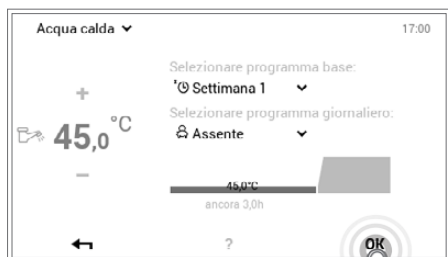 Acqua calda
17:00
Selezionare programma base:
Settimana 1
Selezionare programma giornaliero:
Assente
+
45,0 °C
−
45,0°C
ancora 3,0h
?
OK